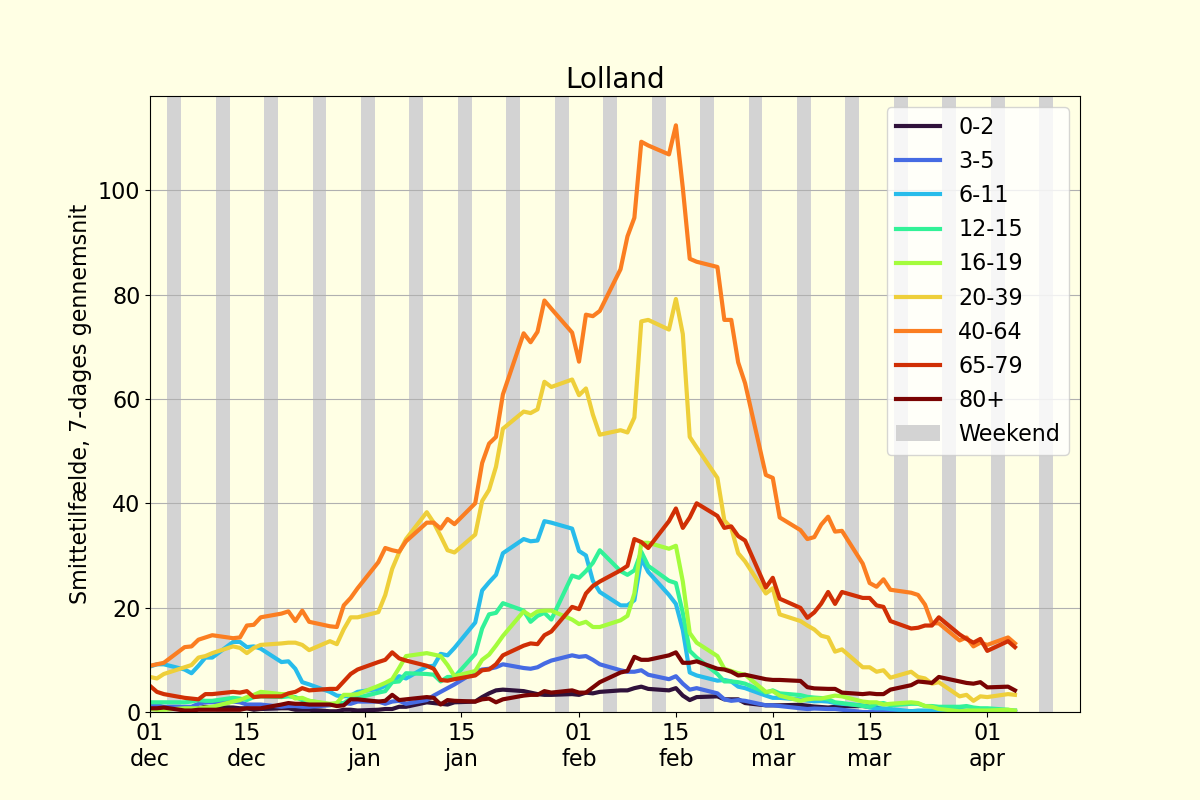 Lolland
Smittetilfælde, 7-dages gennemsnit
100
80
60
40
20
0
01 dec
15 dec
01 jan
15 jan
01 feb
15 feb
01 mar
15 mar
01 apr
0-2
3-5
6-11
12-15
16-19
20-39
40-64
65-79
80+
Weekend